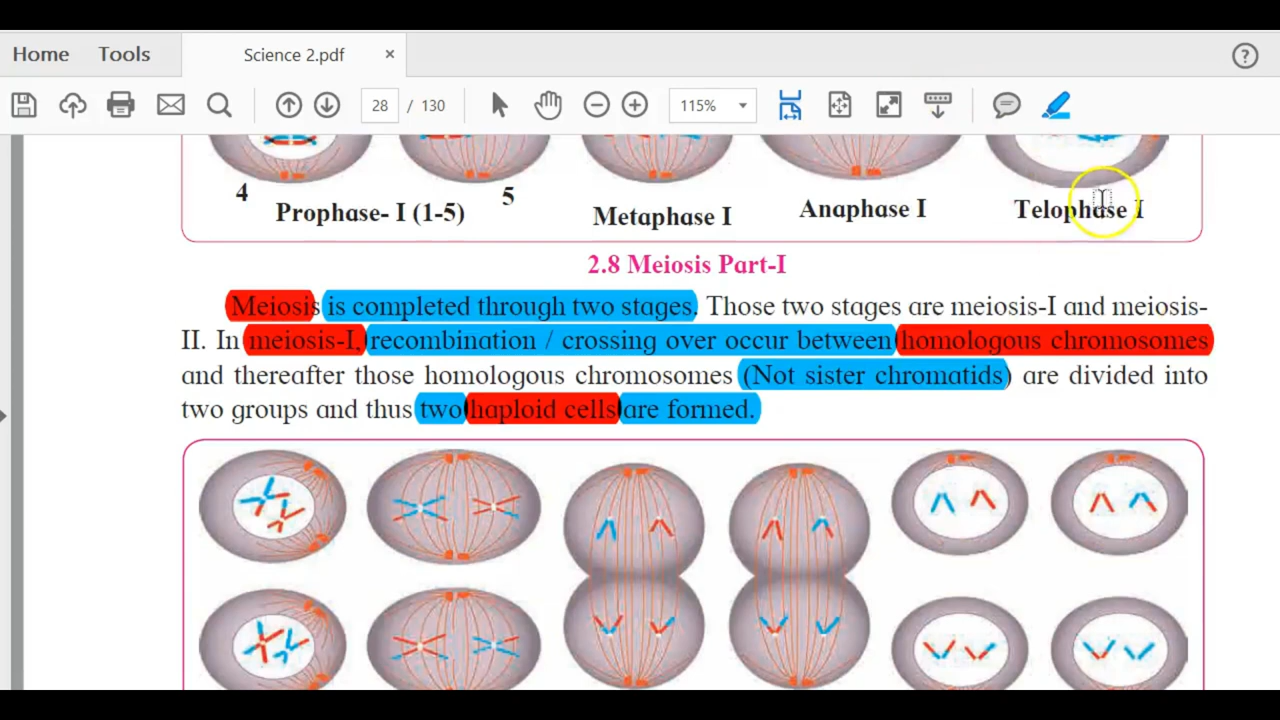 Home Tools Science 2.pdf × ?
28 / 130 115%
4 5
Prophase- I (1-5) Metaphase I Anaphase I Telophase I
2.8 Meiosis Part-I
Meiosis is completed through two stages. Those two stages are meiosis-I and meiosis-
II. In meiosis-I, recombination / crossing over occur between homologous chromosomes
and thereafter those homologous chromosomes (Not sister chromatids) are divided into
two groups and thus two haploid cells are formed.